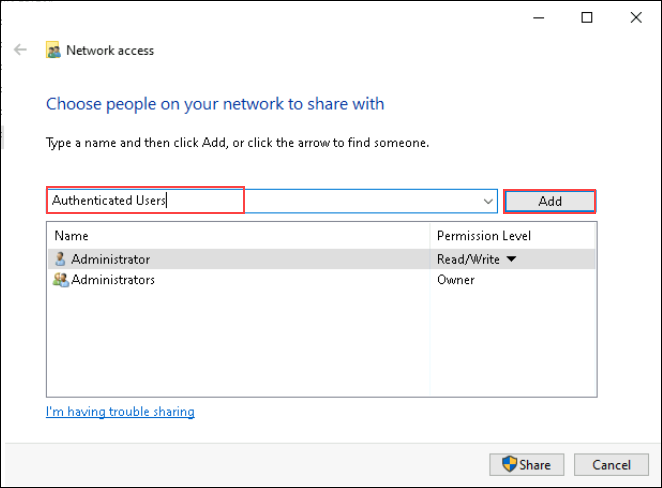 Network access
Choose people on your network to share with
Type a name and then click Add, or click the arrow to find someone.
Authenticated Users
Add
Name Permission Level
Administrator Read/Write
Administrators Owner
I'm having trouble sharing
Share Cancel